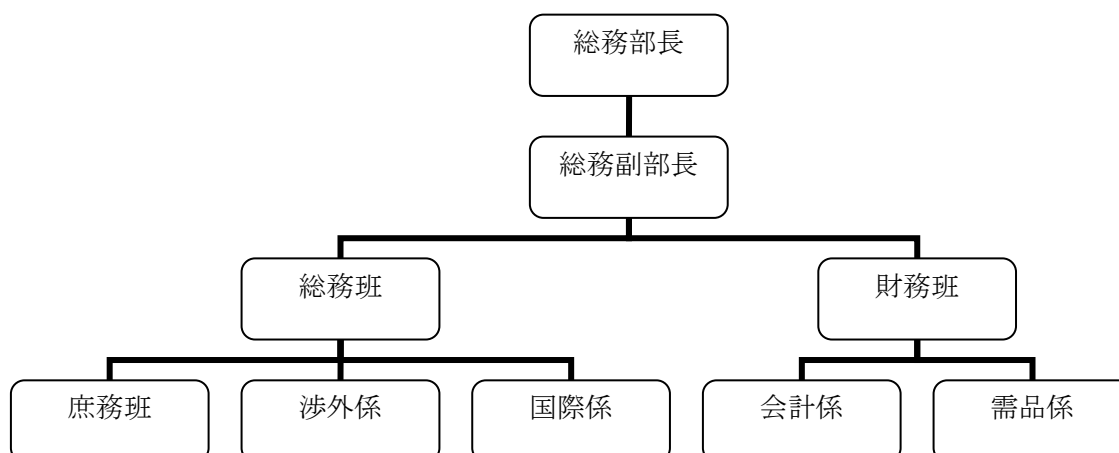 総務部長
総務副部長
総務班
財務班
庶務班
渉外係
国際係
会計係
需品係